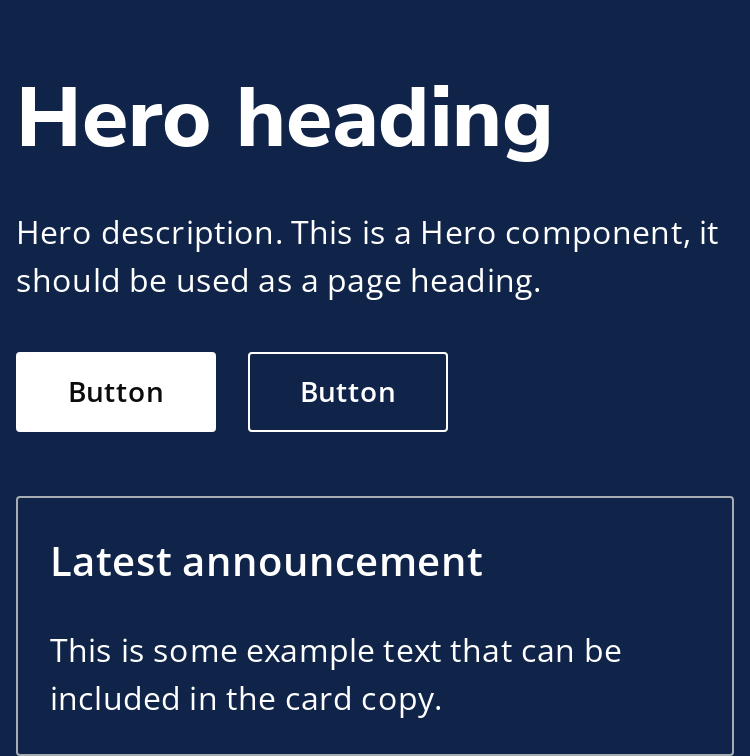 Hero heading
Hero description. This is a Hero component, it
should be used as a page heading.
Button Button
Latest announcement
This is some example text that can be
included in the card copy.